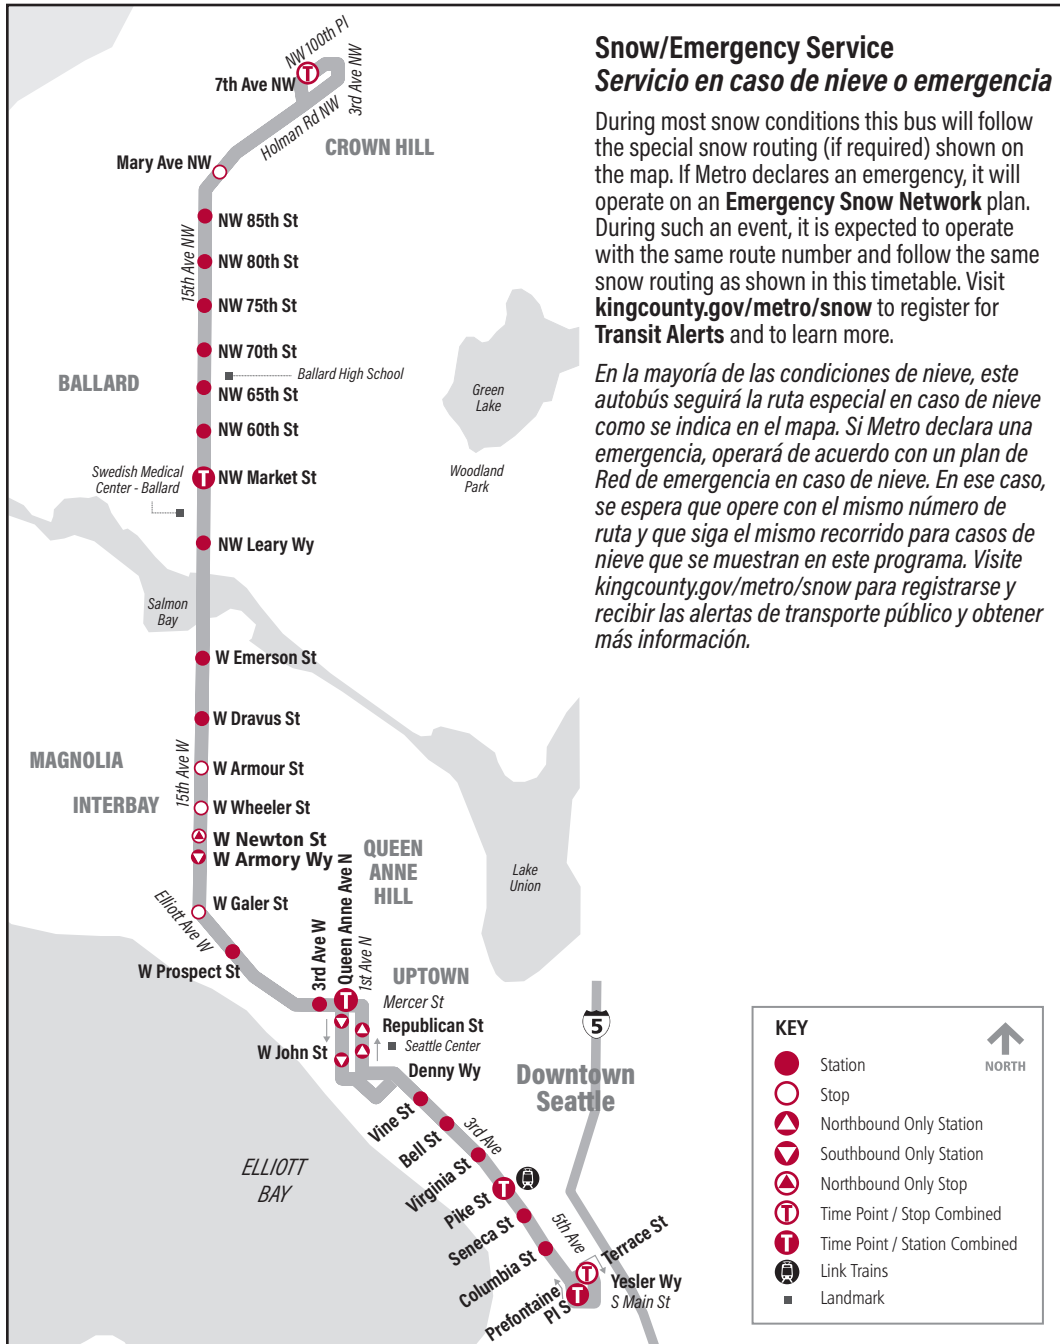 Snow/Emergency Service
Servicio en caso de nieve o emergencia
During most snow conditions this bus will follow
the special snow routing (if required) shown on
the map. If Metro declares an emergency, it will
operate on an Emergency Snow Network plan.
During such an event, it is expected to operate
with the same route number and follow the same
snow routing as shown in this timetable. Visit
kingcounty.gov/metro/snow to register for
Transit Alerts and to learn more.
En la mayoría de las condiciones de nieve, este
autobús seguirá la ruta especial en caso de nieve
como se indica en el mapa. Si Metro declara una
emergencia, operará de acuerdo con un plan de
Red de emergencia en caso de nieve. En ese caso,
se espera que opere con el mismo número de
ruta y que siga el mismo recorrido para casos de
nieve que se muestran en este programa. Visite
kingcounty.gov/metro/snow para registrarse y
recibir las alertas de transporte público y obtener
más información.
NW 100th Pl
T
7th Ave NW
3rd Ave NW
Holman Rd NW
CROWN HILL
Mary Ave NW
NW 85th St
15th Ave NW
NW 80th St
NW 75th St
NW 70th St
Ballard High School
BALLARD
NW 65th St
NW 60th St
Green
Lake
Woodland
Park
Swedish Medical
Center - Ballard
T
NW Market St
NW Leary Wy
Salmon
Bay
W Emerson St
W Dravus St
MAGNOLIA
15th Ave W
W Armour St
INTERBAY
W Wheeler St
W Newton St
W Armory Wy
QUEEN
ANNE
HILL
Lake
Union
W Galer St
Elliott Ave W
W Prospect St
3rd Ave W
Queen Anne Ave N
1st Ave N
T
UPTOWN
Mercer St
Republican St
Seattle Center
W John St
Denny Wy
Downtown
Seattle
5
Vine St
Bell St
3rd Ave
Virginia St
Pike St
T
Seneca St
Columbia St
5th Ave
Terrace St
T
Prefontaine
Pl S
T
Yesler Wy
S Main St
ELLIOTT
BAY
KEY
NORTH
Station
Stop
Northbound Only Station
Southbound Only Station
Northbound Only Stop
T Time Point / Stop Combined
T Time Point / Station Combined
Link Trains
Landmark